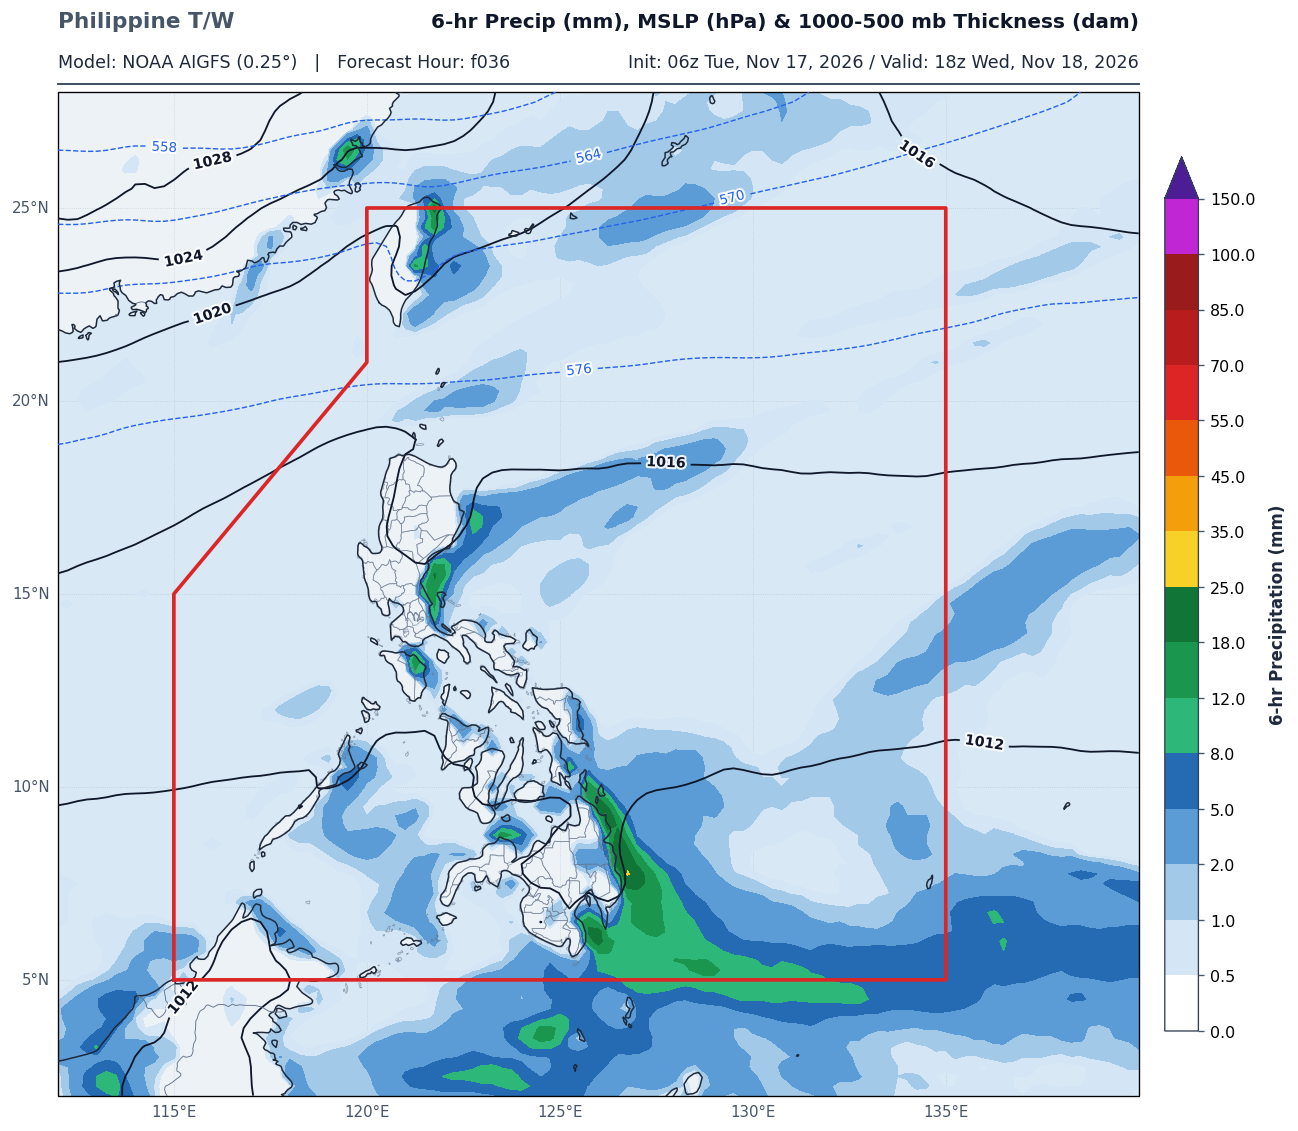 Philippine T/W
6-hr Precip (mm), MSLP (hPa) & 1000-500 mb Thickness (dam)
Model: NOAA AIGFS (0.25°) | Forecast Hour: f036
Init: 06z Tue, Nov 17, 2026 / Valid: 18z Wed, Nov 18, 2026
558
1028
564
1016
570
1024
1020
576
1016
1012
1012
25°N
20°N
15°N
10°N
5°N
115°E
120°E
125°E
130°E
135°E
150.0
100.0
85.0
70.0
55.0
45.0
35.0
25.0
18.0
12.0
8.0
5.0
2.0
1.0
0.5
0.0
6-hr Precipitation (mm)